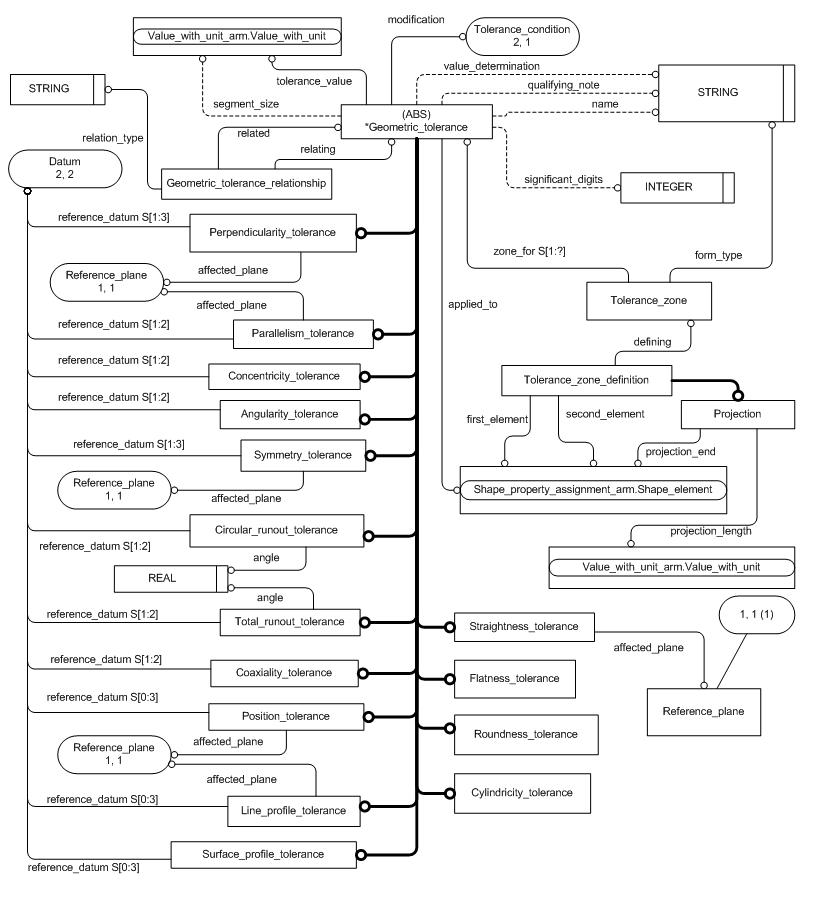 modification
Value_with_unit_arm.Value_with_unit
Tolerance_condition
2, 1
value_determination
tolerance_value
qualifying_note
STRING
STRING
segment_size
name
(ABS)
*Geometric_tolerance
related
relation_type
relating
Datum
2, 2
Geometric_tolerance_relationship
significant_digits
INTEGER
reference_datum S[1:3]
Perpendicularity_tolerance
zone_for S[1:?]
form_type
affected_plane
Reference_plane
1, 1
affected_plane
Tolerance_zone
applied_to
reference_datum S[1:2]
Parallelism_tolerance
defining
reference_datum S[1:2]
Concentricity_tolerance
Tolerance_zone_definition
reference_datum S[1:2]
Angularity_tolerance
first_element
second_element
Projection
reference_datum S[1:3]
Symmetry_tolerance
projection_end
Reference_plane
1, 1
affected_plane
Shape_property_assignment_arm.Shape_element
Circular_runout_tolerance
projection_length
reference_datum S[1:2]
angle
Value_with_unit_arm.Value_with_unit
REAL
angle
reference_datum S[1:2]
Total_runout_tolerance
Straightness_tolerance
1, 1 (1)
affected_plane
reference_datum S[1:2]
Coaxiality_tolerance
Flatness_tolerance
reference_datum S[0:3]
Position_tolerance
Reference_plane
affected_plane
Roundness_tolerance
Reference_plane
1, 1
affected_plane
Cylindricity_tolerance
reference_datum S[0:3]
Line_profile_tolerance
Surface_profile_tolerance
reference_datum S[0:3]